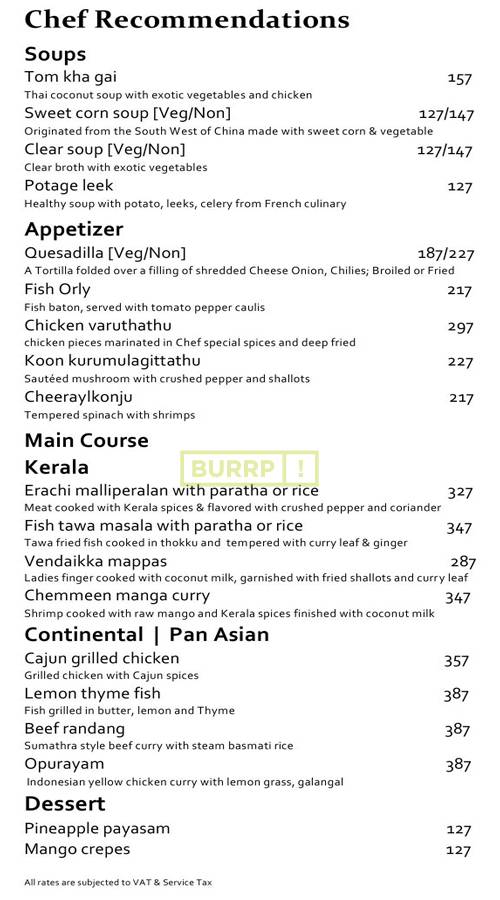 Chef Recommendations
Soups
Tom kha gai 157
Thai coconut soup with exotic vegetables and chicken
Sweet corn soup [Veg/Non] 127/147
Originated from the South West of China made with sweet corn & vegetable
Clear soup [Veg/Non] 127/147
Clear broth with exotic vegetables
Potage leek 127
Healthy soup with potato, leeks, celery from French culinary
Appetizer
Quesadilla [Veg/Non] 187/227
A Tortilla folded over a filling of shredded Cheese Onion, Chilies; Broiled or Fried
Fish Orly 217
Fish baton, served with tomato pepper caulis
Chicken varuthathu 297
chicken pieces marinated in Chef special spices and deep fried
Koon kurumulagittathu 227
Sautéed mushroom with crushed pepper and shallots
Cheeraylkonju 217
Tempered spinach with shrimps
Main Course
BURRP !
Kerala
Erachi malliperalan with paratha or rice 327
Meat cooked with Kerala spices & flavored with crushed pepper and coriander
Fish tawa masala with paratha or rice 347
Tawa fried fish cooked in thokku and tempered with curry leaf & ginger
Vendaikka mappas 287
Ladies finger cooked with coconut milk, garnished with fried shallots and curry leaf
Chemmeen manga curry 347
Shrimp cooked with raw mango and Kerala spices finished with coconut milk
Continental | Pan Asian
Cajun grilled chicken 357
Grilled chicken with Cajun spices
Lemon thyme fish 387
Fish grilled in butter, lemon and Thyme
Beef randang 387
Sumathra style beef curry with steam basmati rice
Opurayam 387
Indonesian yellow chicken curry with lemon grass, galangal
Dessert
Pineapple payasam 127
Mango crepes 127
All rates are subjected to VAT & Service Tax